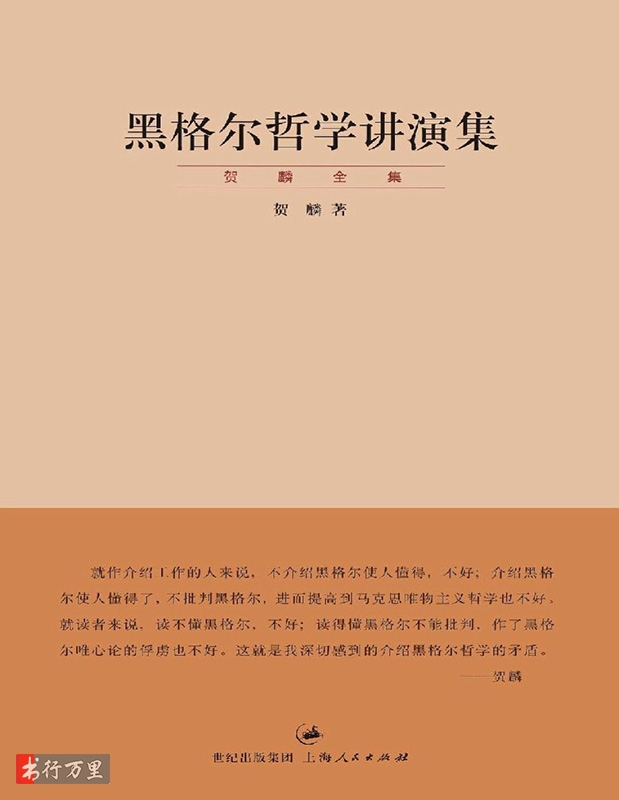 黑格尔哲学讲演集
贺麟全集
贺麟著
就作介绍工作的人来说，不介绍黑格尔使人懂得，不好；介绍黑格
尔使人懂得了，不批判黑格尔，进而提高到马克思唯物主义哲学也不好。
就读者来说，读不懂黑格尔，不好；读得懂黑格尔不能批判，作了黑格
尔唯心论的俘虏也不好。这就是我深切感到的介绍黑格尔哲学的矛盾。
——贺麟
世纪出版集团 上海人民出版社
书行万里